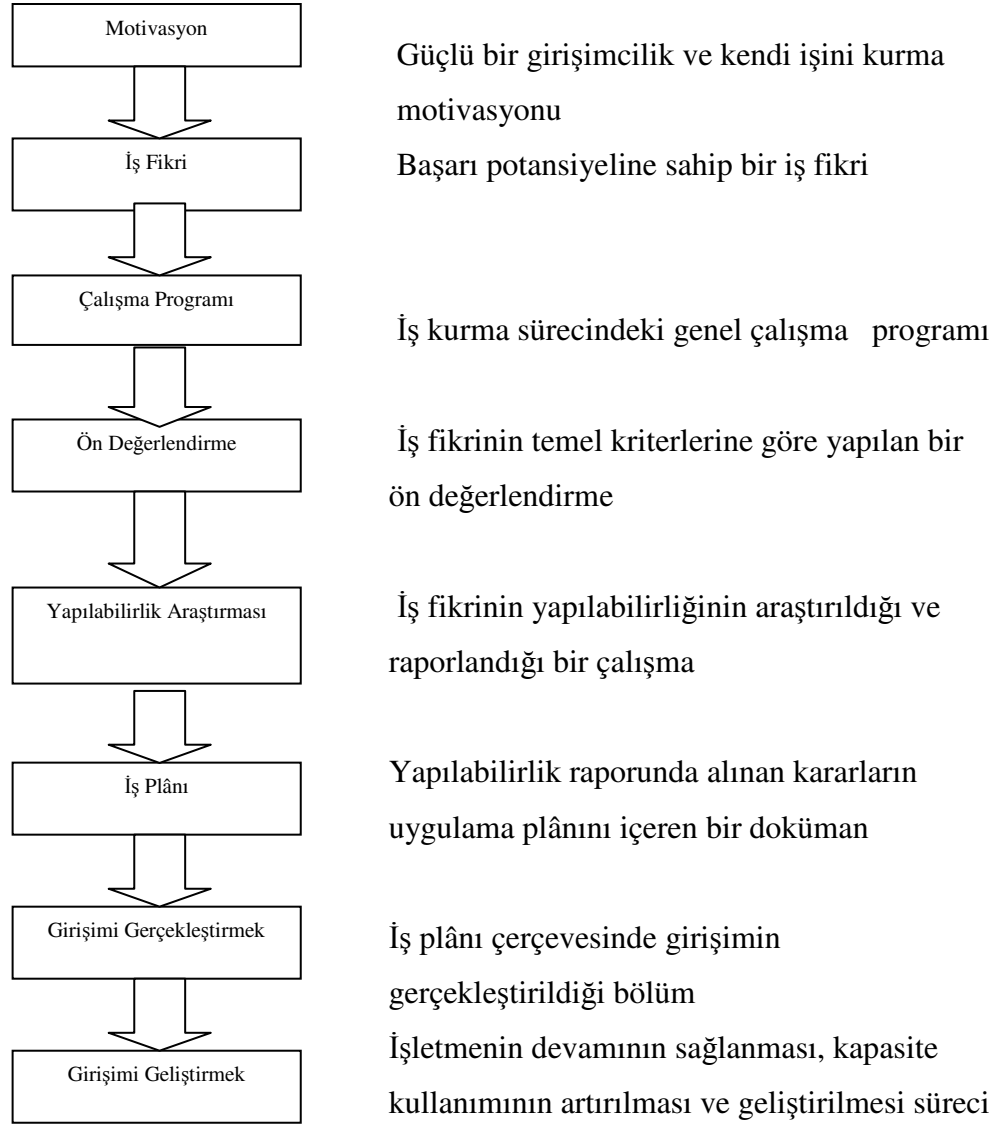 Motivasyon
Güçlü bir girişimcilik ve kendi işini kurma
motivasyonu
İş Fikri
Başarı potansiyeline sahip bir iş fikri
Çalışma Programı
İş kurma sürecindeki genel çalışma programı
Ön Değerlendirme
İş fikrinin temel kriterlerine göre yapılan bir
ön değerlendirme
Yapılabilirlik Araştırması
İş fikrinin yapılabilirliğinin araştırıldığı ve
raporlandığı bir çalışma
İş Plânı
Yapılabilirlik raporunda alınan kararların
uygulama plânını içeren bir doküman
Girişimi Gerçekleştirmek
İş plânı çerçevesinde girişimin
gerçekleştirildiği bölüm
Girişimi Geliştirmek
İşletmenin devamının sağlanması, kapasite
kullanımının artırılması ve geliştirilmesi süreci